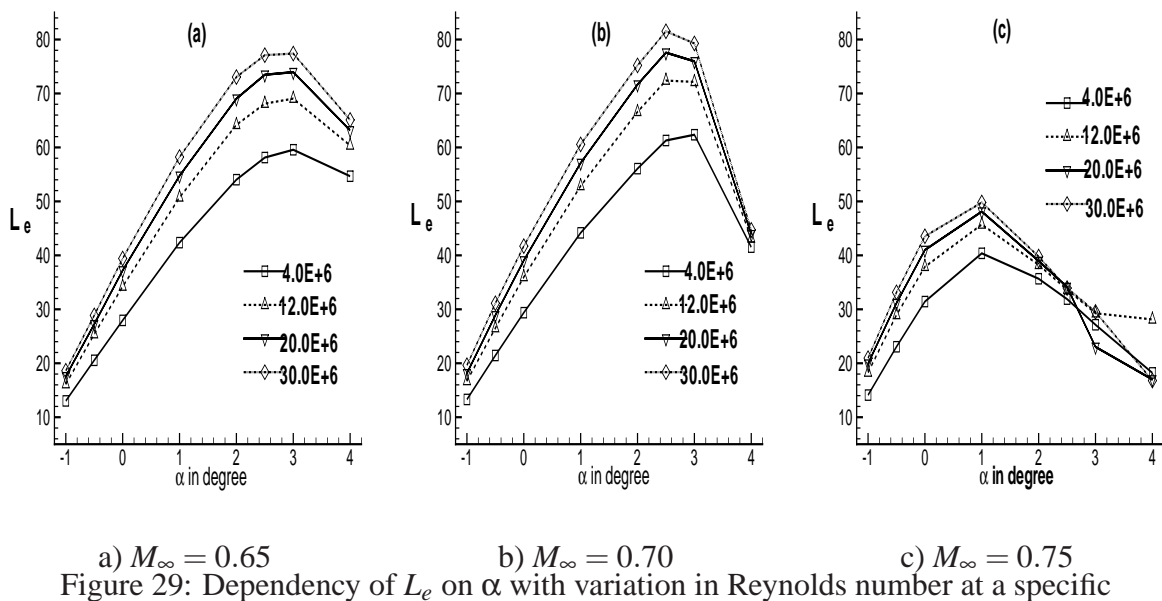 (a)
80
70
60
50
40
30
20
10
L e
4.0E+6
12.0E+6
20.0E+6
30.0E+6
-1 0 1 2 3 4
α in degree
(b)
80
70
60
50
40
30
20
10
L e
4.0E+6
12.0E+6
20.0E+6
30.0E+6
-1 0 1 2 3 4
α in degree
(c)
80
70
60
50
40
30
20
10
L e
4.0E+6
12.0E+6
20.0E+6
30.0E+6
-1 0 1 2 3 4
α in degree
a) M∞ = 0.65 b) M∞ = 0.70 c) M∞ = 0.75
Figure 29: Dependency of Le on α with variation in Reynolds number at a specific